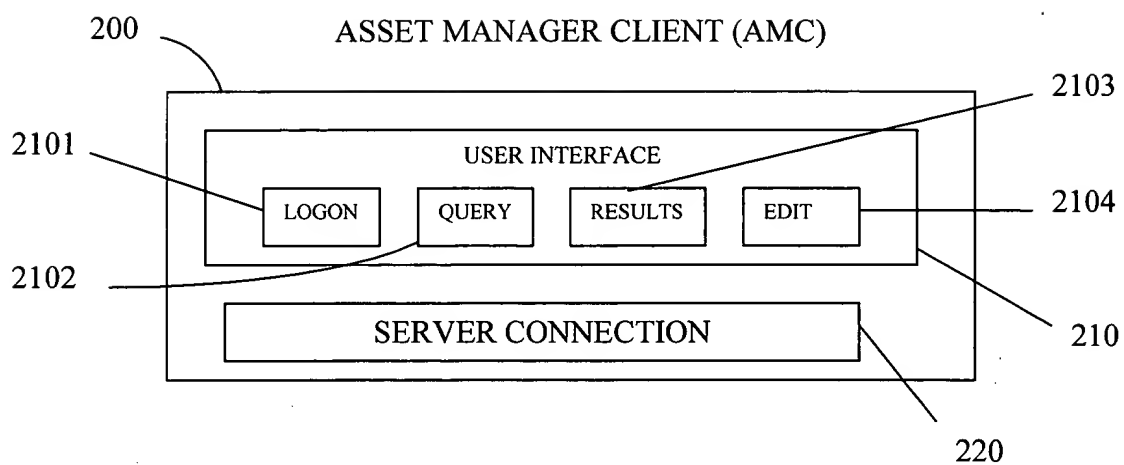 200
ASSET MANAGER CLIENT (AMC)
2103
2101
USER INTERFACE
LOGON
QUERY
RESULTS
EDIT
2104
2102
SERVER CONNECTION
210
220